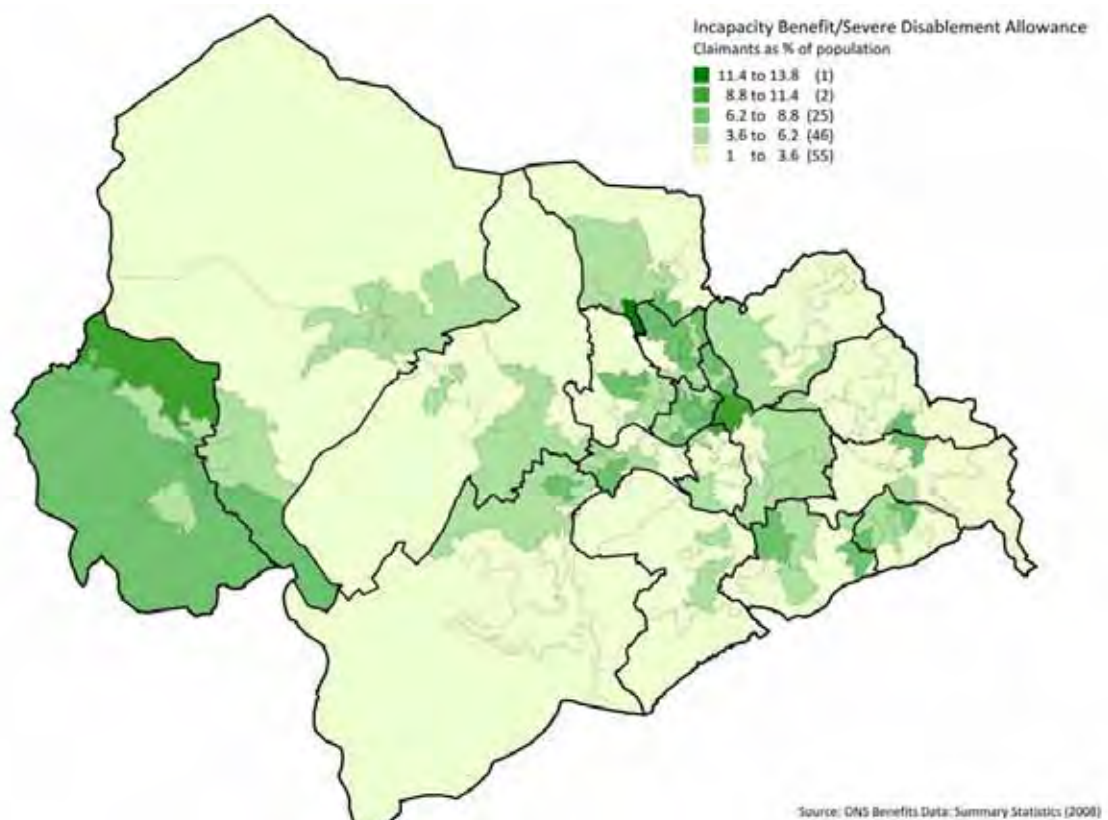 Incapacity Benefit/Severe Disablement Allowance
Claimants as % of population
11.4 to 13.8 (1)
8.8 to 11.4 (2)
6.2 to 8.8 (25)
3.6 to 6.2 (46)
1 to 3.6 (55)
Source: ONS Benefits Data: Summary Statistics (2008)